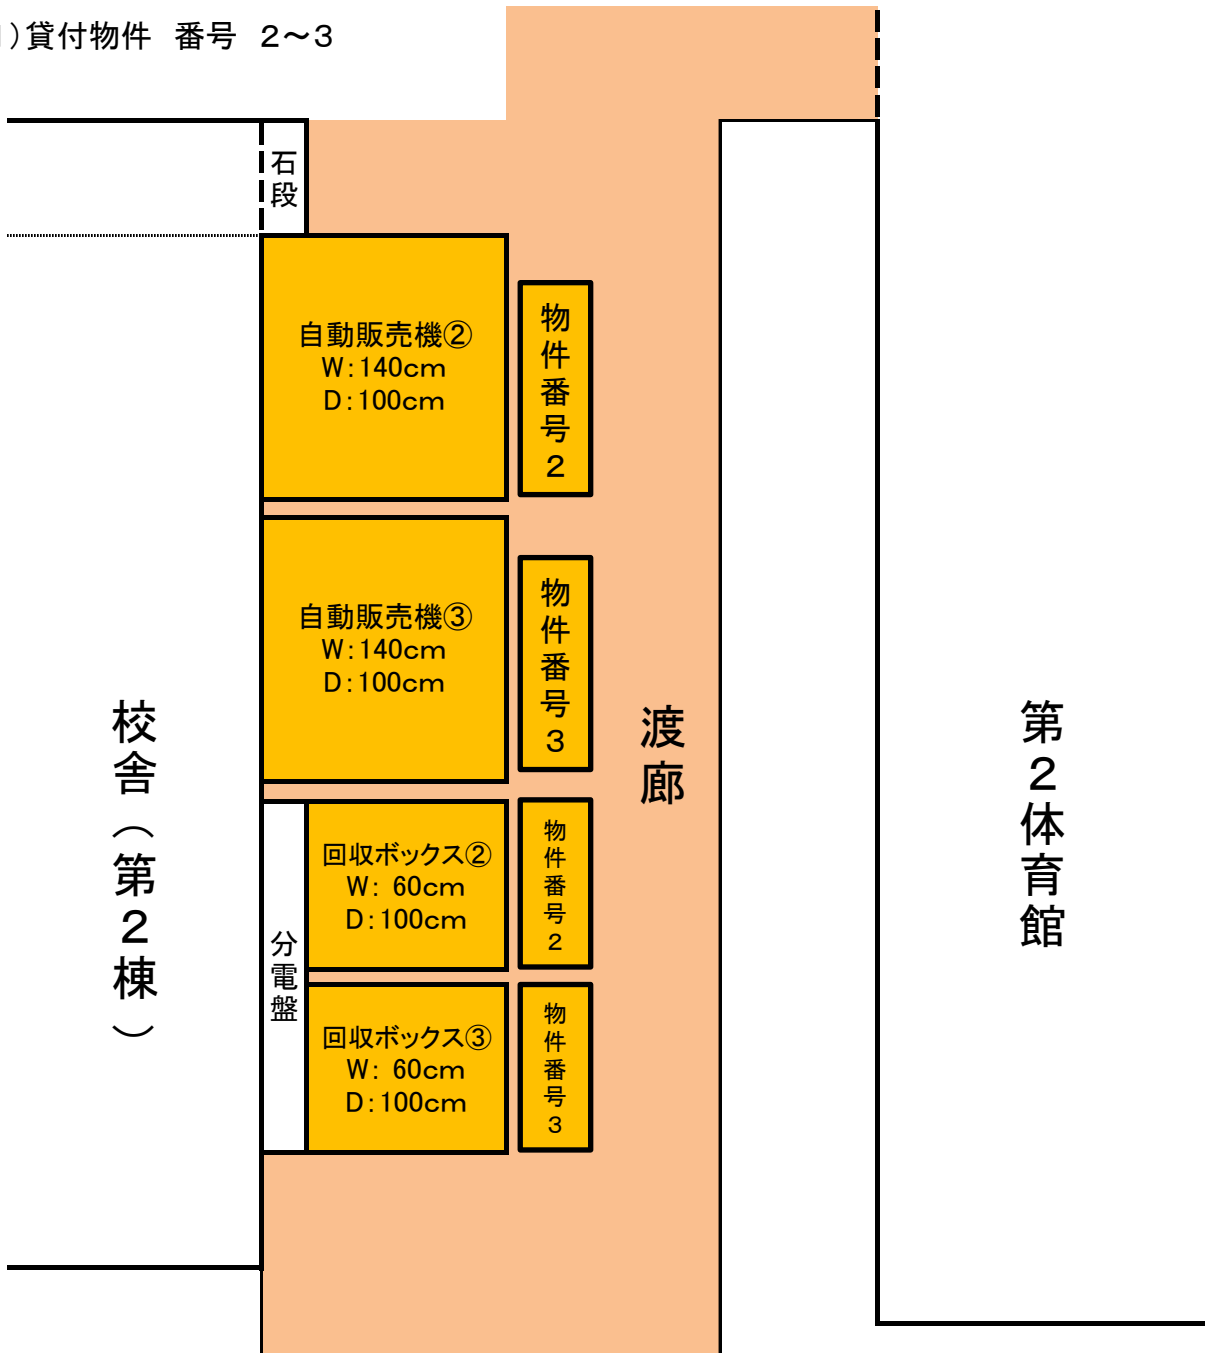 )貸付物件 番号 2~3
石段
自動販売機②
W:140cm
D:100cm
物件番号2
自動販売機③
W:140cm
D:100cm
物件番号3
校舎(第2棟)
渡廊
第2体育館
回収ボックス②
W: 60cm
D:100cm
物件番号2
分電盤
回収ボックス③
W: 60cm
D:100cm
物件番号3